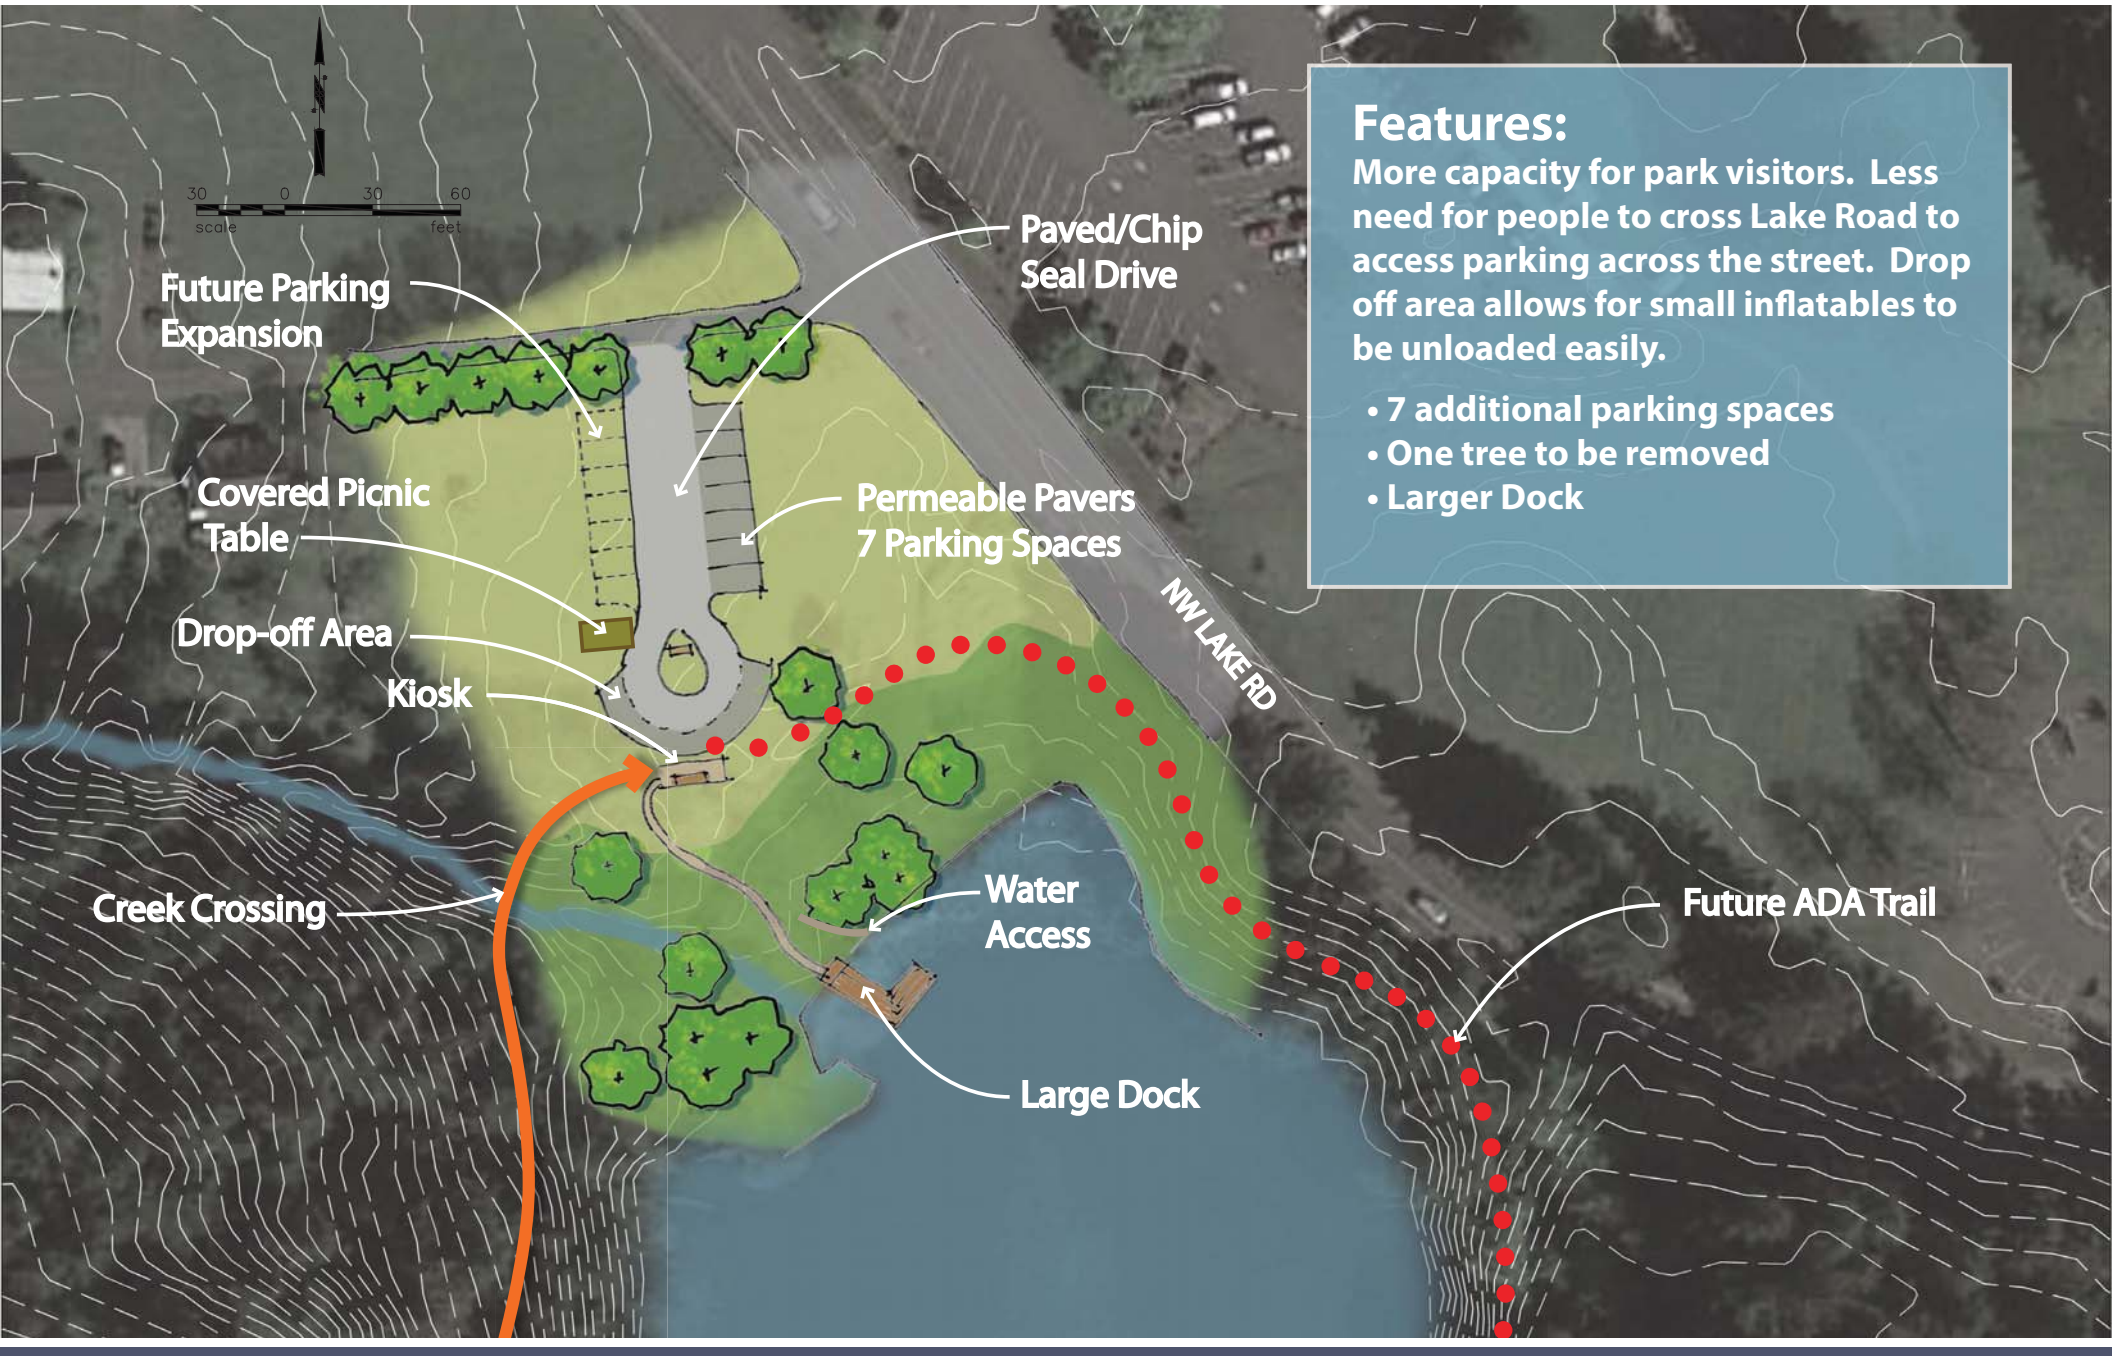 N
30 0 30 60
scale feet
Future Parking
Expansion
Paved/Chip
Seal Drive
Covered Picnic
Table
Permeable Pavers
7 Parking Spaces
Drop-off Area
Kiosk
NW LAKE RD
Creek Crossing
Water
Access
Future ADA Trail
Large Dock
Features:
More capacity for park visitors.  Less
need for people to cross Lake Road to
access parking across the street.  Drop
off area allows for small inflatables to
be unloaded easily.
• 7 additional parking spaces
• One tree to be removed
• Larger Dock